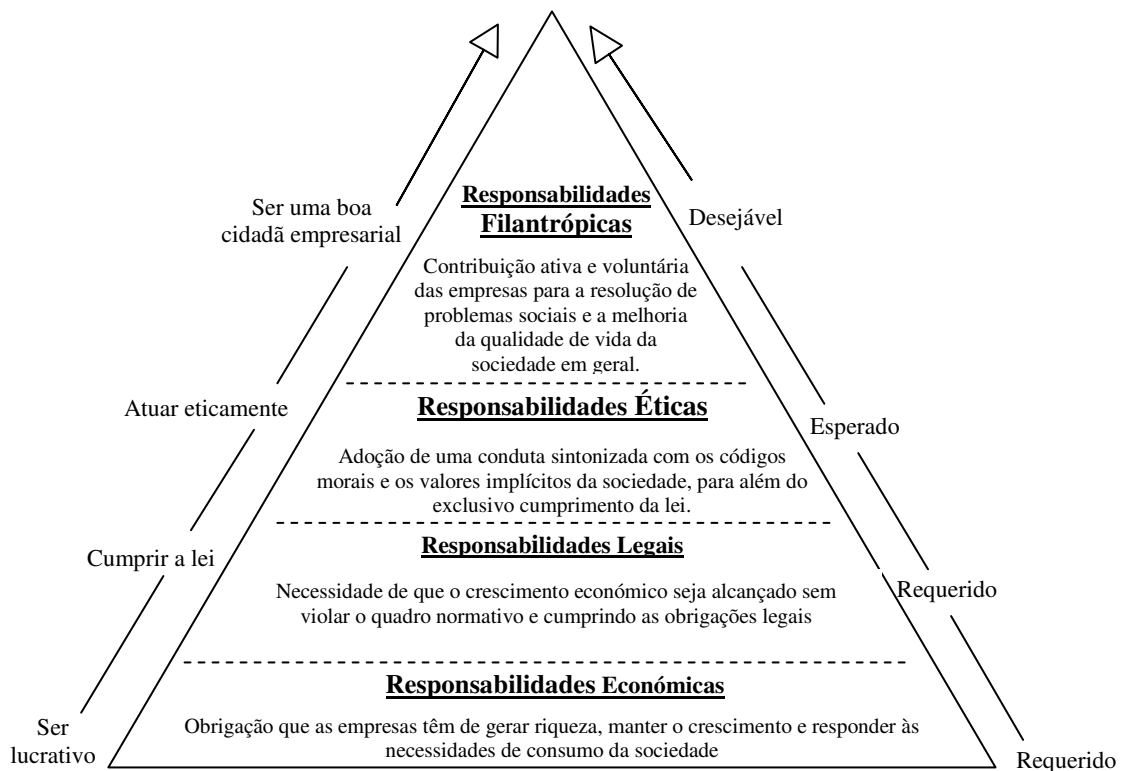 Responsabilidades
Filantrópicas
Ser uma boa
cidadã empresarial
Desejável
Contribuição ativa e voluntária
das empresas para a resolução de
problemas sociais e a melhoria
da qualidade de vida da
sociedade em geral.
Responsabilidades Éticas
Atuar eticamente
Esperado
Adoção de uma conduta sintonizada com os códigos
morais e os valores implícitos da sociedade, para além do
exclusivo cumprimento da lei.
Responsabilidades Legais
Cumprir a lei
Requerido
Necessidade de que o crescimento económico seja alcançado sem
violar o quadro normativo e cumprindo as obrigações legais
Responsabilidades Económicas
Ser
lucrativo
Obrigação que as empresas têm de gerar riqueza, manter o crescimento e responder às
necessidades de consumo da sociedade
Requerido